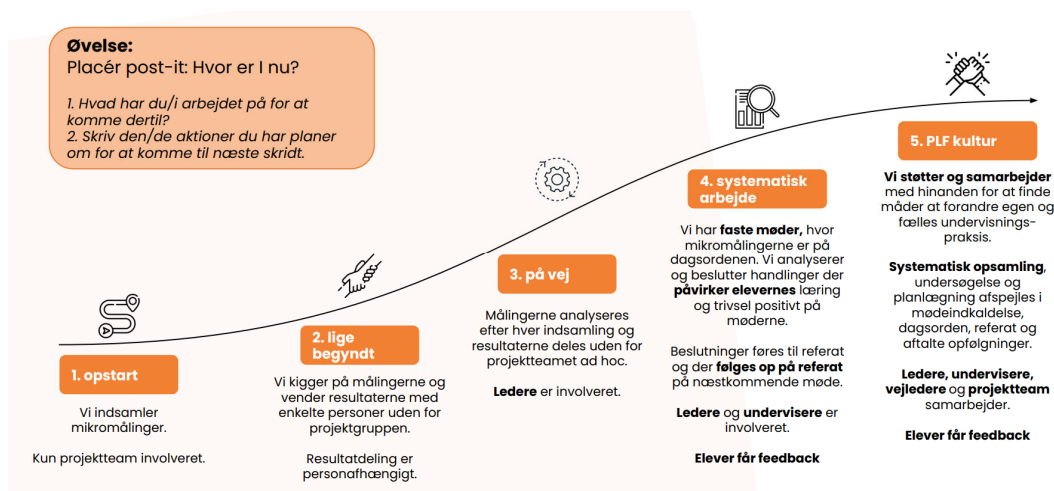 Øvelse:
Placér post-it: Hvor er I nu?
1. Hvad har du/i arbejdet på for at
komme dertil?
2. Skriv den/de aktioner du har planer
om for at komme til næste skridt.
1. opstart
Vi indsamler
mikromålinger.
Kun projektteam involveret.
2. lige
begyndt
Vi kigger på målingerne og
vender resultaterne med
enkelte personer uden for
projektgruppen.
Resultatdeling er
personafhængigt.
3. på vej
Målingerne analyseres
efter hver indsamling og
resultaterne deles uden for
projektteamet ad hoc.
Ledere er involveret.
4. systematisk
arbejde
Vi har faste møder, hvor
mikromålingerne er på
dagsordenen. Vi analyserer
og beslutter handlinger der
påvirker elevernes læring
og trivsel positivt på
møderne.
Beslutninger føres til referat
og der følges op på referat
på næstkommende møde.
Ledere og undervisere er
involveret.
Elever får feedback
5. PLF kultur
Vi støtter og samarbejder
med hinanden for at finde
måder at forandre egen og
fælles undervisnings-
praksis.
Systematisk opsamling,
undersøgelse og
planlægning afspejles i
mødeindkaldelse,
dagsorden, referat og
aftalte opfølgninger.
Ledere, undervisere,
vejledere og projektteam
samarbejder.
Elever får feedback